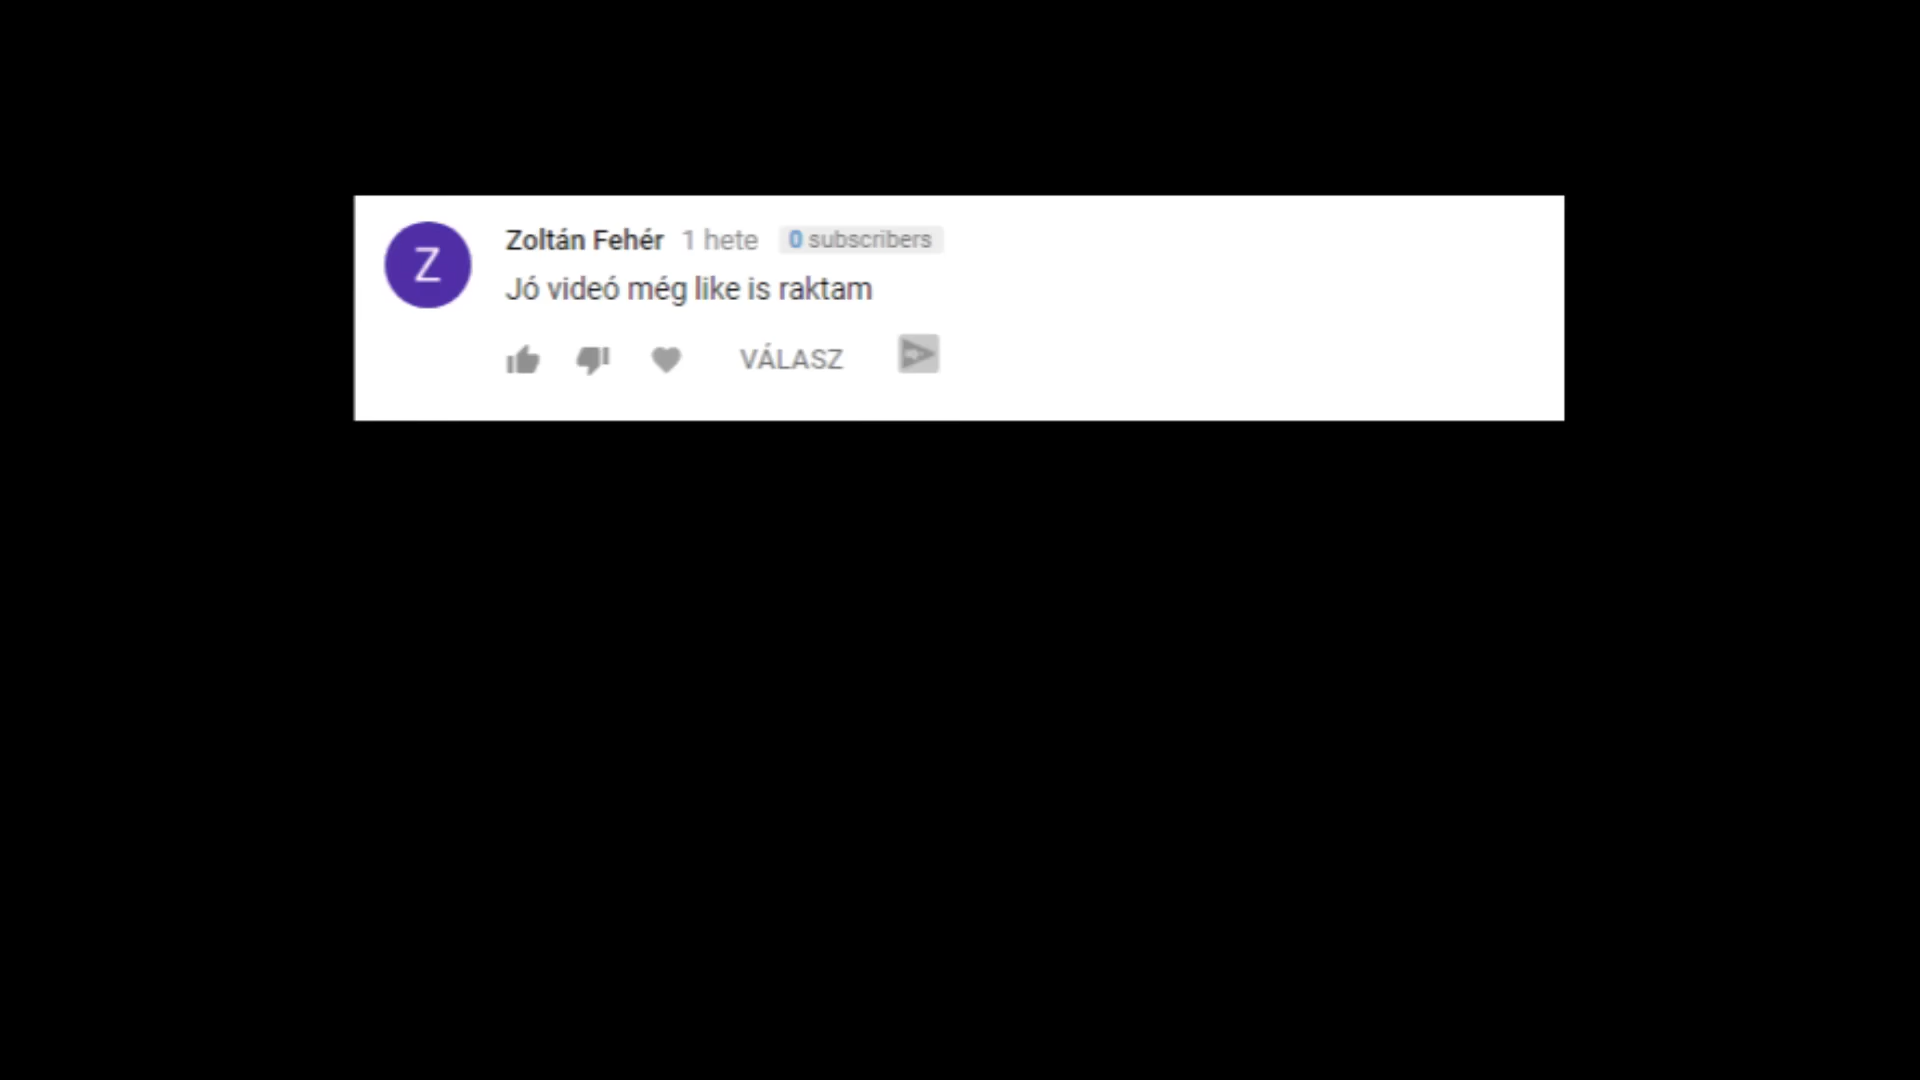 Z
Zoltán Fehér 1 hete 0 subscribers
Jó videó még like is raktam
VÁLASZ